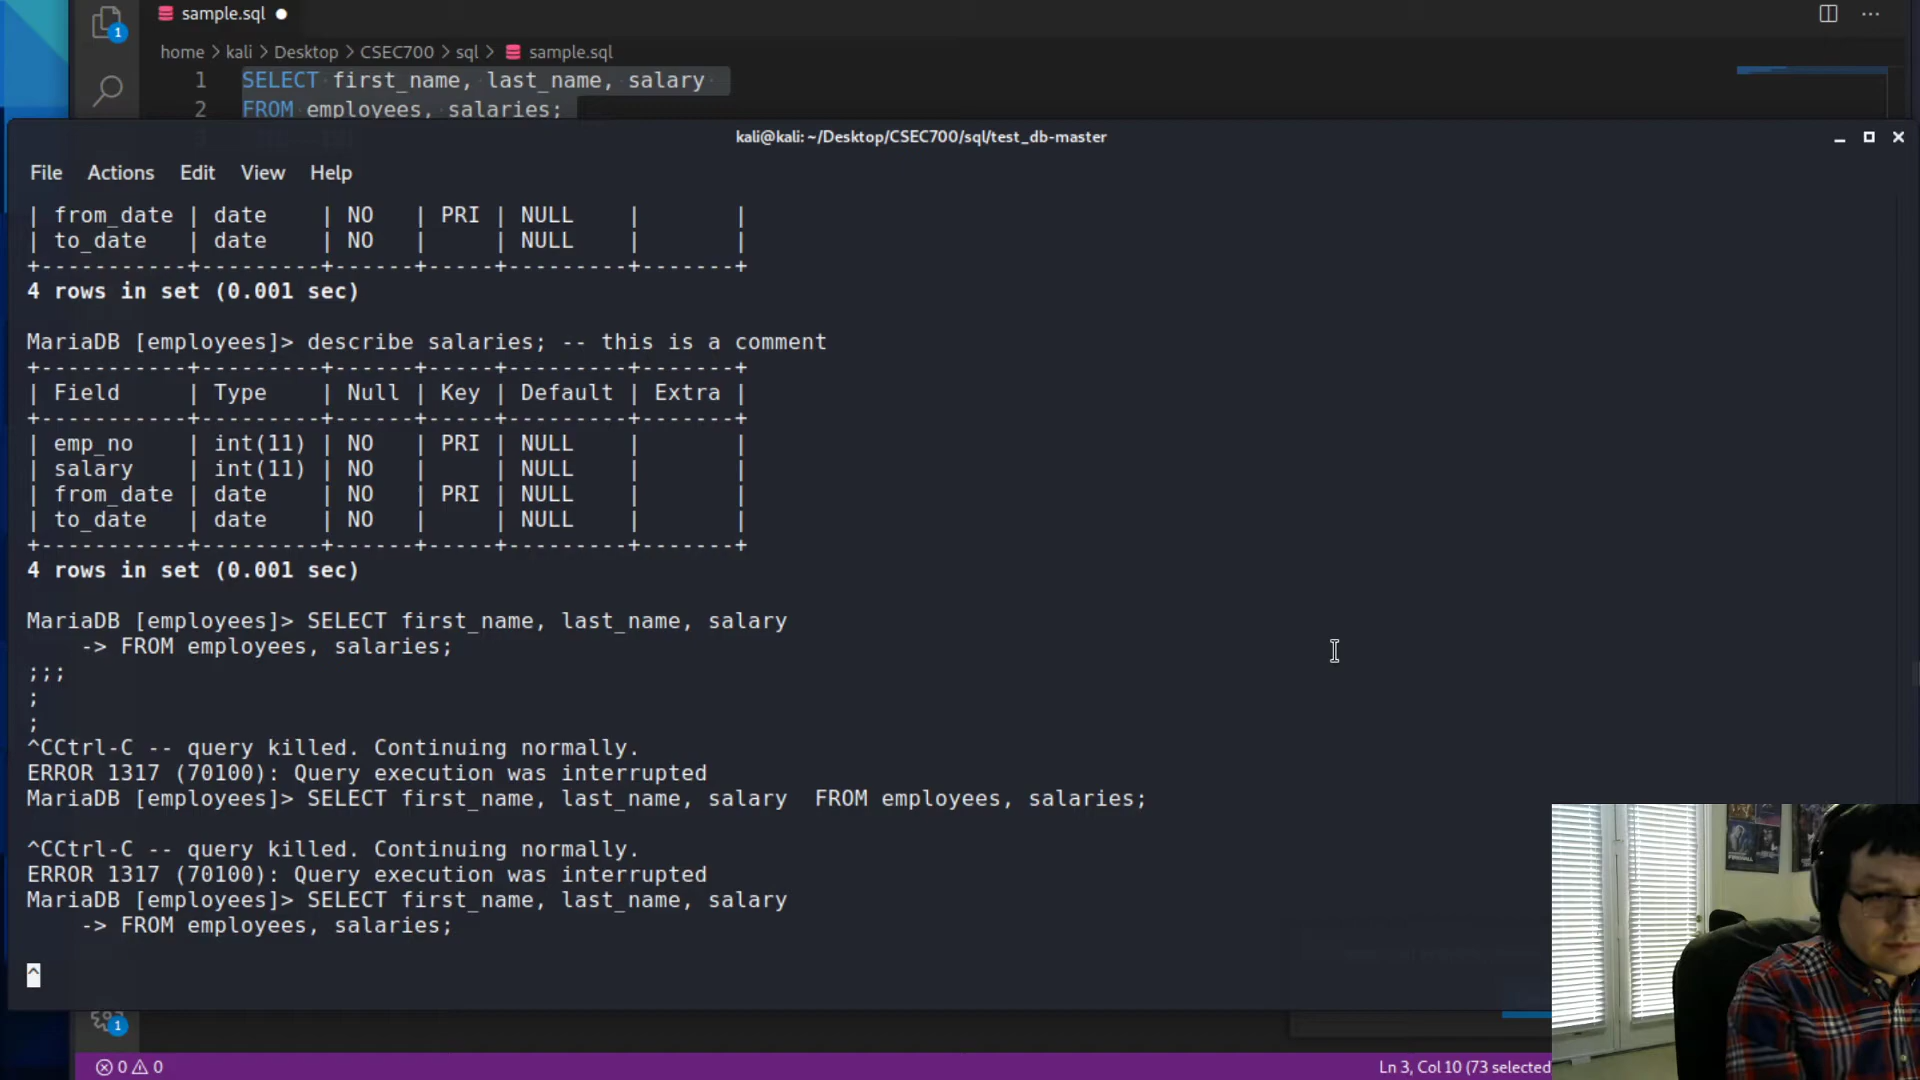 sample.sql ●
1
home > kali > Desktop > CSEC700 > sql > sample.sql
1 SELECT first_name, last_name, salary
2 FROM employees, salaries;
3
kali@kali: ~/Desktop/CSEC700/sql/test_db-master
File Actions Edit View Help
| from_date | date | NO | PRI | NULL | |
| to_date | date | NO | | NULL | |
+-----------+---------+------+-----+---------+-------+
4 rows in set (0.001 sec)
MariaDB [employees]> describe salaries; -- this is a comment
+-----------+---------+------+-----+---------+-------+
| Field | Type | Null | Key | Default | Extra |
+-----------+---------+------+-----+---------+-------+
| emp_no | int(11) | NO | PRI | NULL | |
| salary | int(11) | NO | | NULL | |
| from_date | date | NO | PRI | NULL | |
| to_date | date | NO | | NULL | |
+-----------+---------+------+-----+---------+-------+
4 rows in set (0.001 sec)
MariaDB [employees]> SELECT first_name, last_name, salary
-> FROM employees, salaries;
;;;
;
;
^CCtrl-C -- query killed. Continuing normally.
ERROR 1317 (70100): Query execution was interrupted
MariaDB [employees]> SELECT first_name, last_name, salary FROM employees, salaries;
^CCtrl-C -- query killed. Continuing normally.
ERROR 1317 (70100): Query execution was interrupted
MariaDB [employees]> SELECT first_name, last_name, salary
-> FROM employees, salaries;
^
1
0 0
Ln 3, Col 10 (73 selected